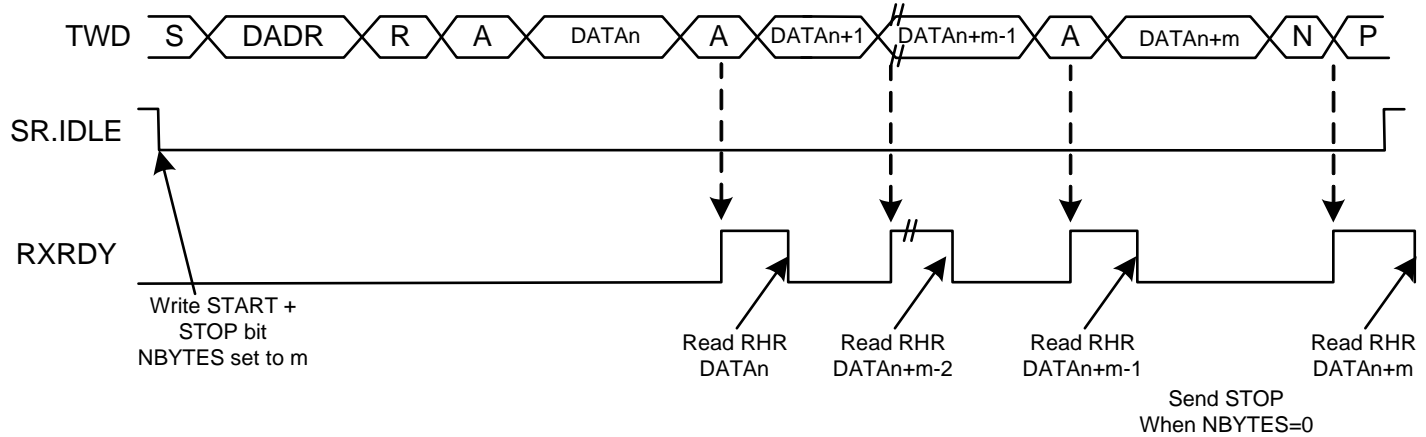 TWD S DADR R A DATAn A DATAn+1 DATAn+m-1 A DATAn+m N P
SR.IDLE
RXRDY
Write START +
STOP bit
NBYTES set to m
Read RHR
DATAn
Read RHR
DATAn+m-2
Read RHR
DATAn+m-1
Read RHR
DATAn+m
Send STOP
When NBYTES=0